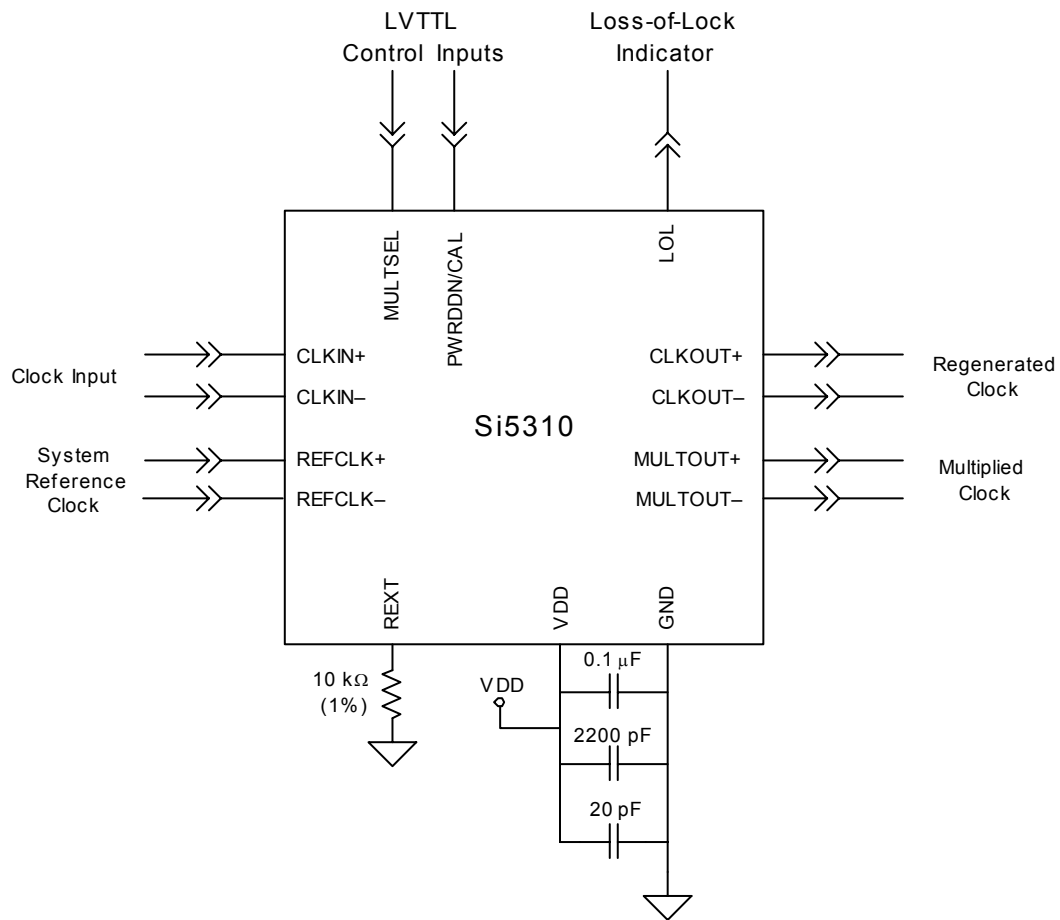 LVTTL
Control Inputs
Loss-of-Lock
Indicator
MULTSEL
PWRDDN/CAL
LOL
Clock Input
CLKIN+
CLKIN–
System
Reference
Clock
REFCLK+
REFCLK–
Si5310
CLKOUT+
CLKOUT–
Regenerated
Clock
MULTOUT+
MULTOUT–
Multiplied
Clock
REXT
VDD
GND
10 kΩ
(1%)
VDD
0.1 μF
2200 pF
20 pF